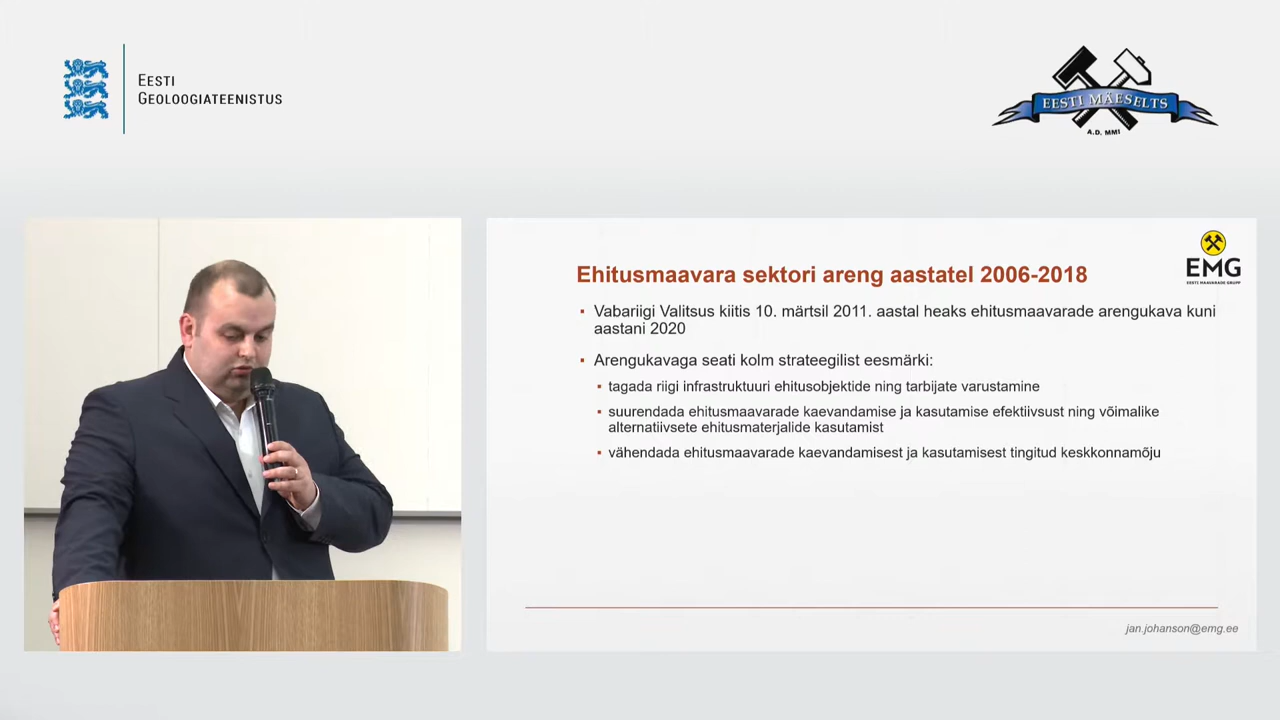 EESTI
GEOLOOGIATEENISTUS
EESTI MÄESELTS
A.D. MMI
EMG
EESTI MAAVARADE GRUPP
Ehitusmaavara sektori areng aastatel 2006-2018
▪ Vabariigi Valitsus kiitis 10. märtsil 2011. aastal heaks ehitusmaavarade arengukava kuni
aastani 2020
▪ Arengukavaga seati kolm strateegilist eesmärki:
▪ tagada riigi infrastruktuuri ehitusobjektide ning tarbijate varustamine
▪ suurendada ehitusmaavarade kaevandamise ja kasutamise efektiivsust ning võimalike
alternatiivsete ehitusmaterjalide kasutamist
▪ vähendada ehitusmaavarade kaevandamisest ja kasutamisest tingitud keskkonnamõju
jan.johanson@emg.ee